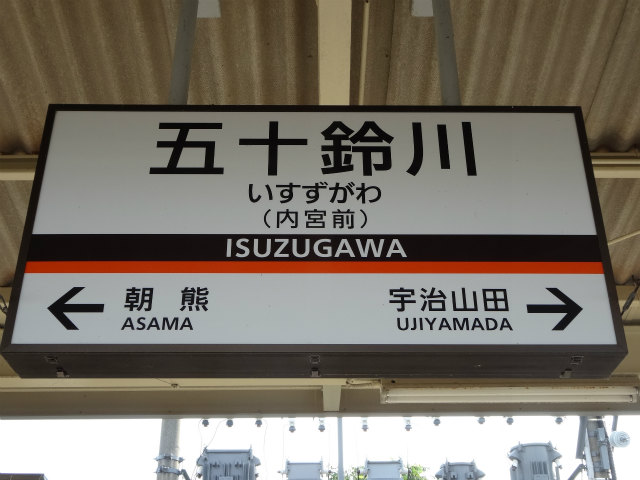 五十鈴川
いすずがわ
（内宮前）
ISUZUGAWA
← 朝熊 宇治山田 →
ASAMA UJIYAMADA